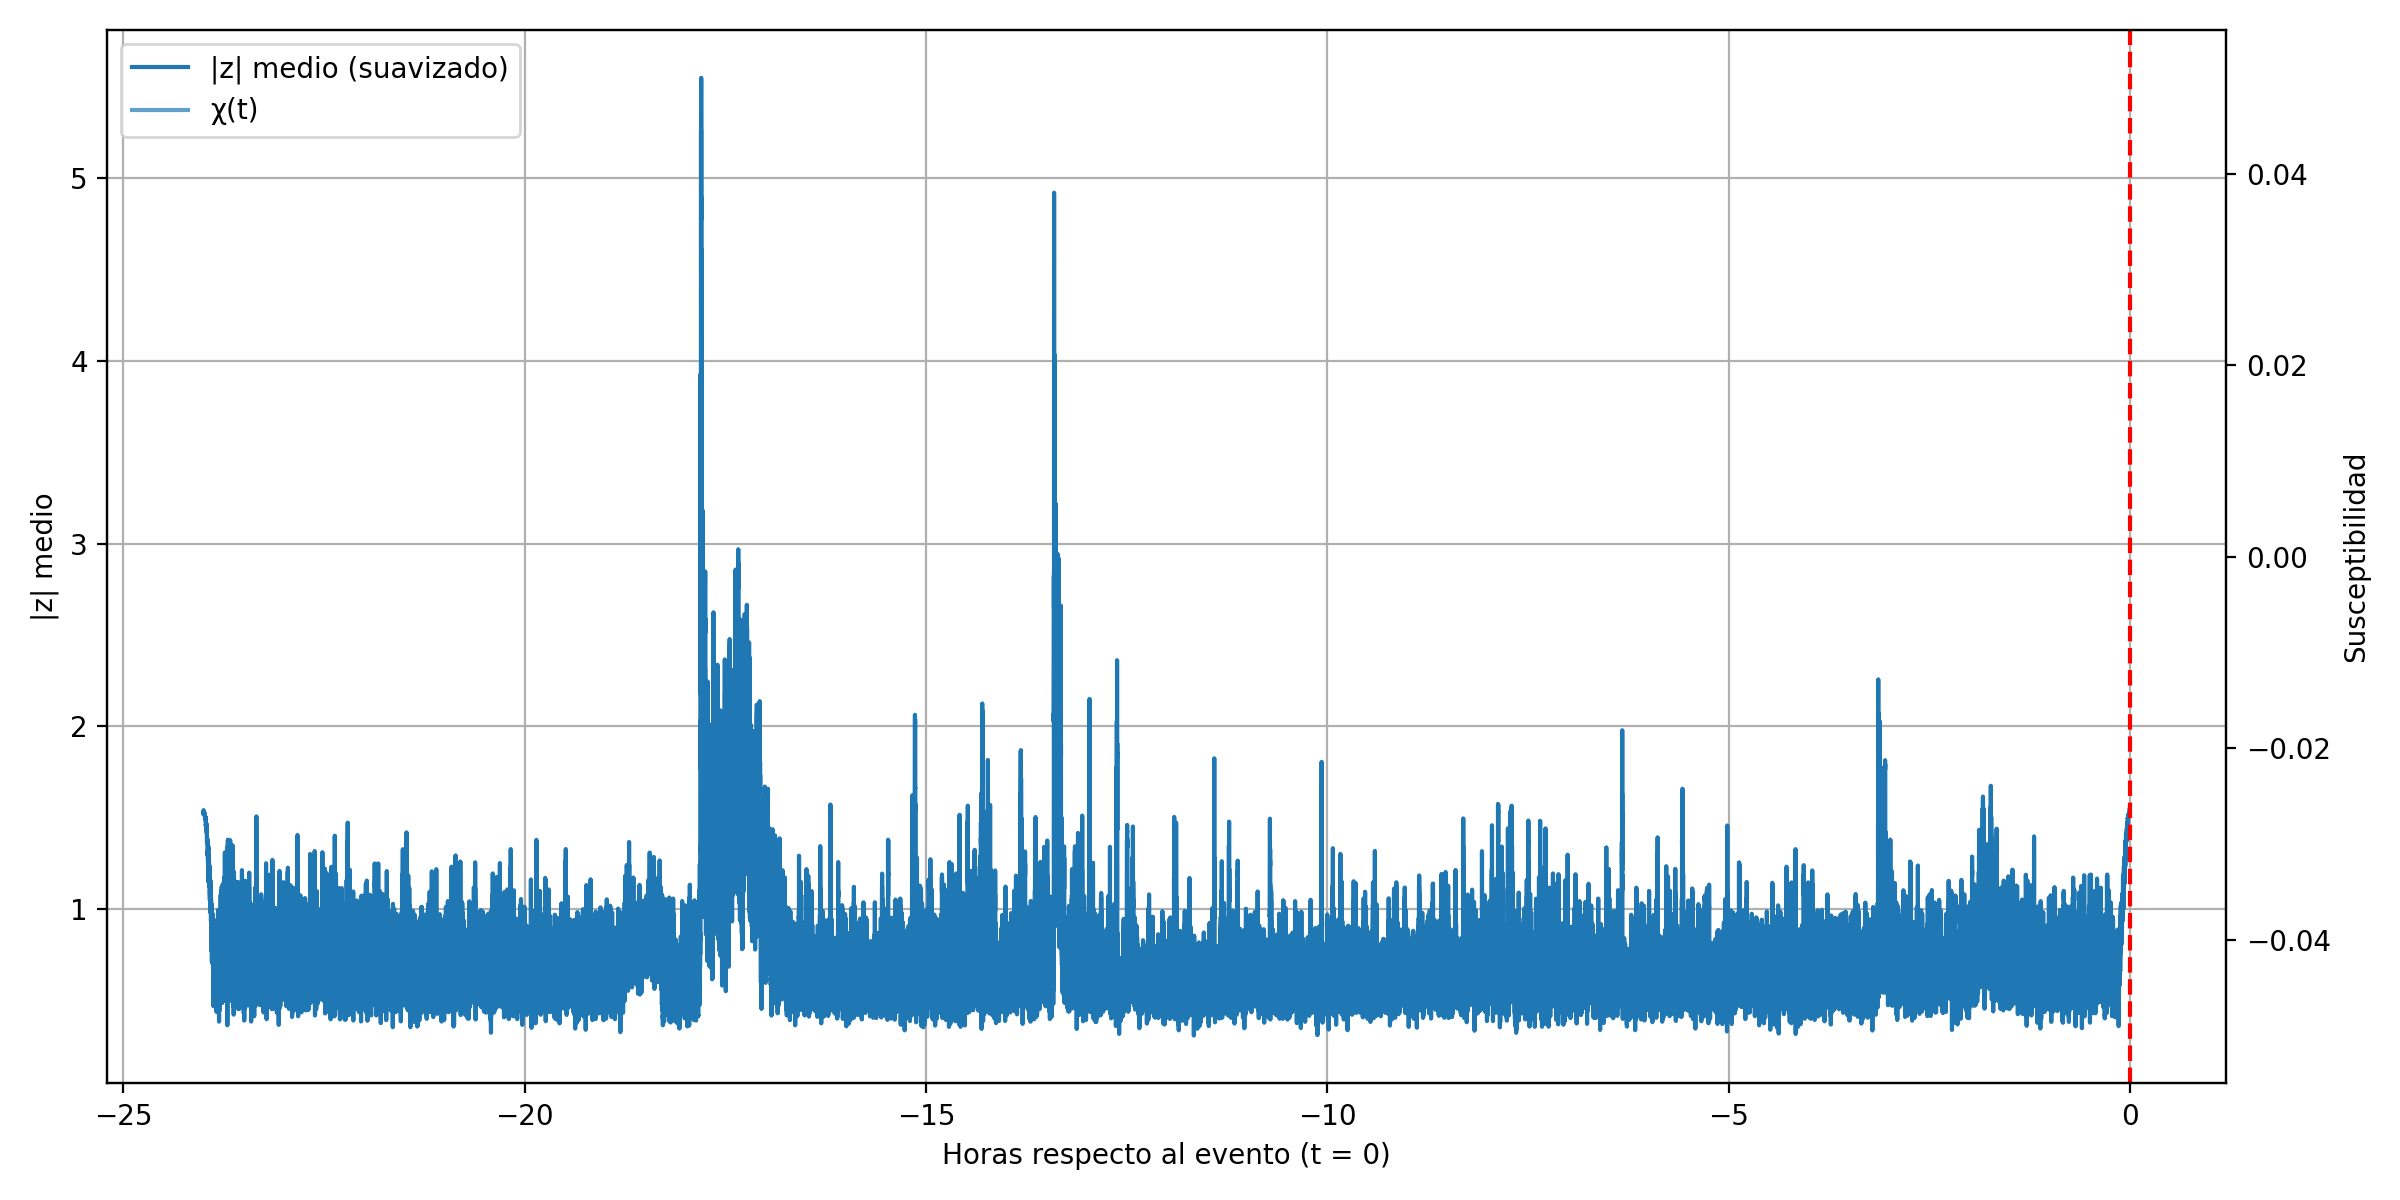 |z| medio (suavizado)
χ(t)
5
4
3
2
1
|z| medio
0.04
0.02
0.00
−0.02
−0.04
Susceptibilidad
−25 −20 −15 −10 −5 0
Horas respecto al evento (t = 0)